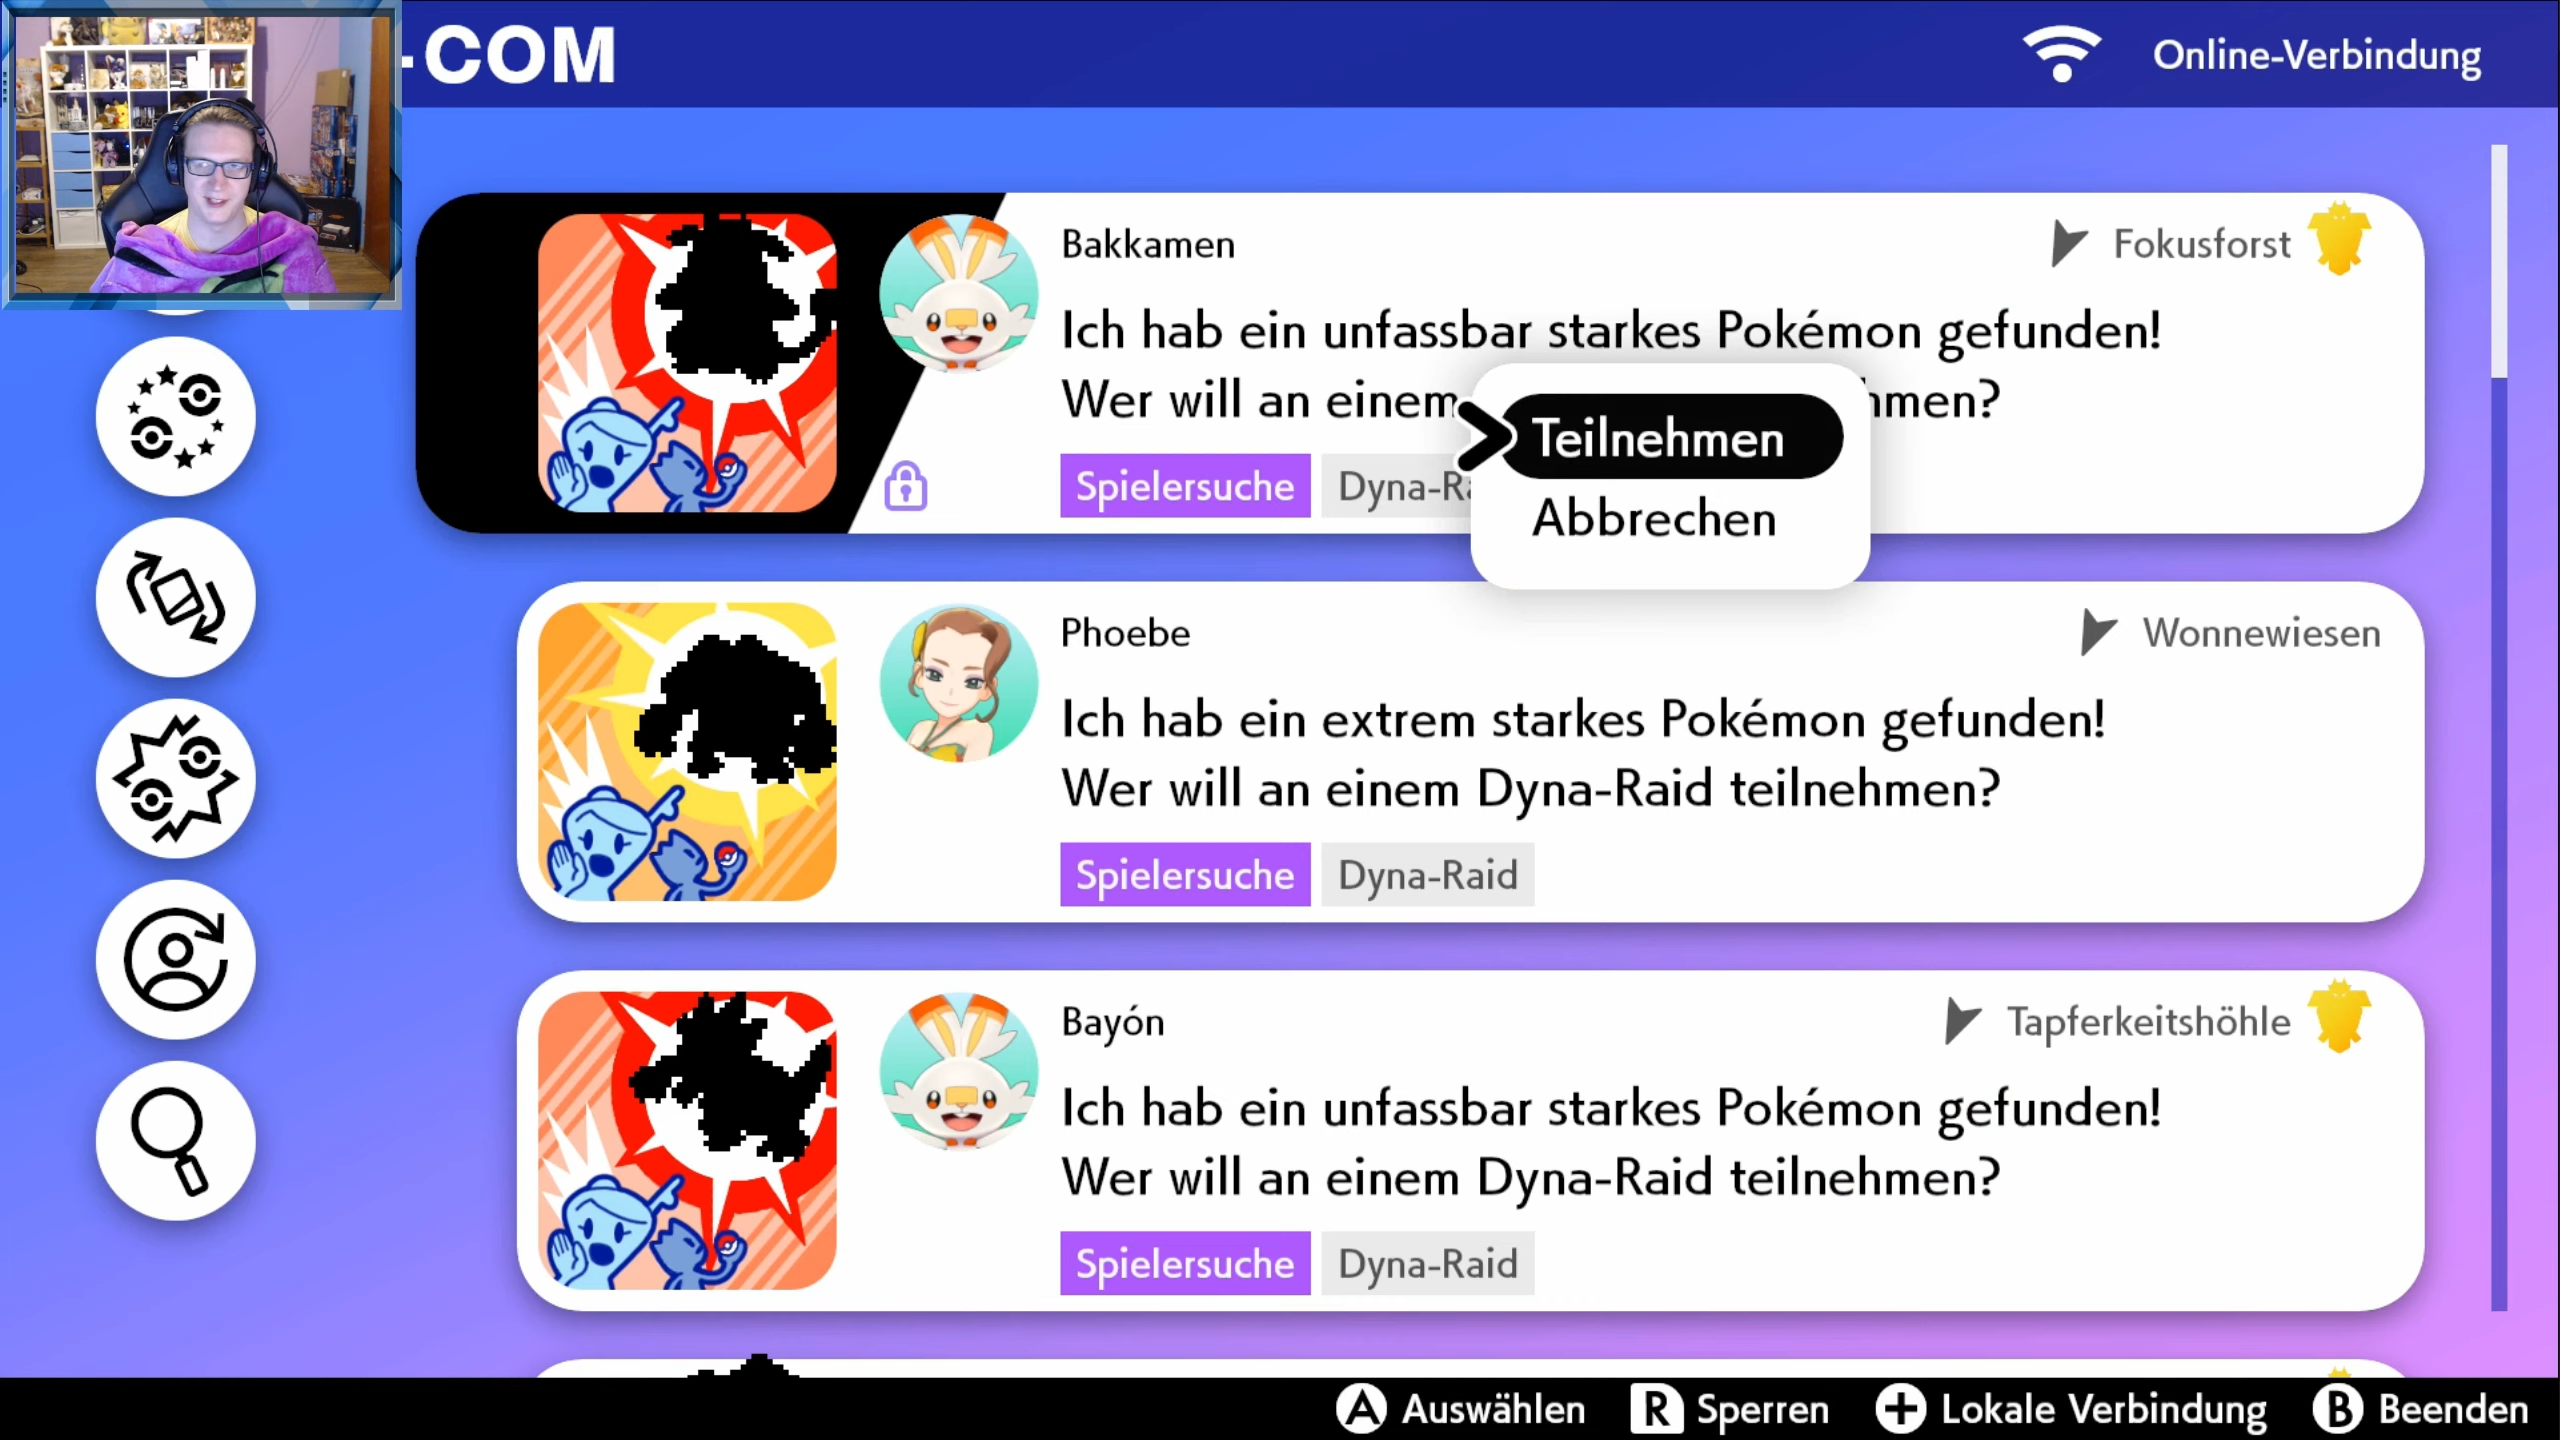 -COM
Online-Verbindung
Bakkamen
Fokusforst
Ich hab ein unfassbar starkes Pokémon gefunden!
Wer will an einem hmen?
Teilnehmen
Abbrechen
Spielersuche
Dyna-Ra
Phoebe
Wonnewiesen
Ich hab ein extrem starkes Pokémon gefunden!
Wer will an einem Dyna-Raid teilnehmen?
Spielersuche
Dyna-Raid
Bayón
Tapferkeitshöhle
Ich hab ein unfassbar starkes Pokémon gefunden!
Wer will an einem Dyna-Raid teilnehmen?
Spielersuche
Dyna-Raid
A Auswählen R Sperren + Lokale Verbindung B Beenden